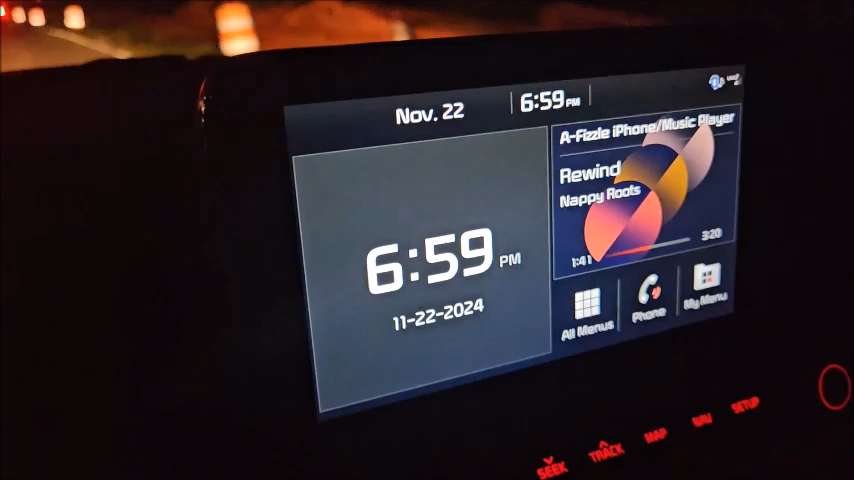 Nov. 22
6:59 PM
A-Fizzle iPhone/Music Player
Rewind
Nappy Roots
1:41
3:20
6:59 PM
11-22-2024
All Menus
Phone
My Menu
SEEK
TRACK
MAP
NAV
SETUP